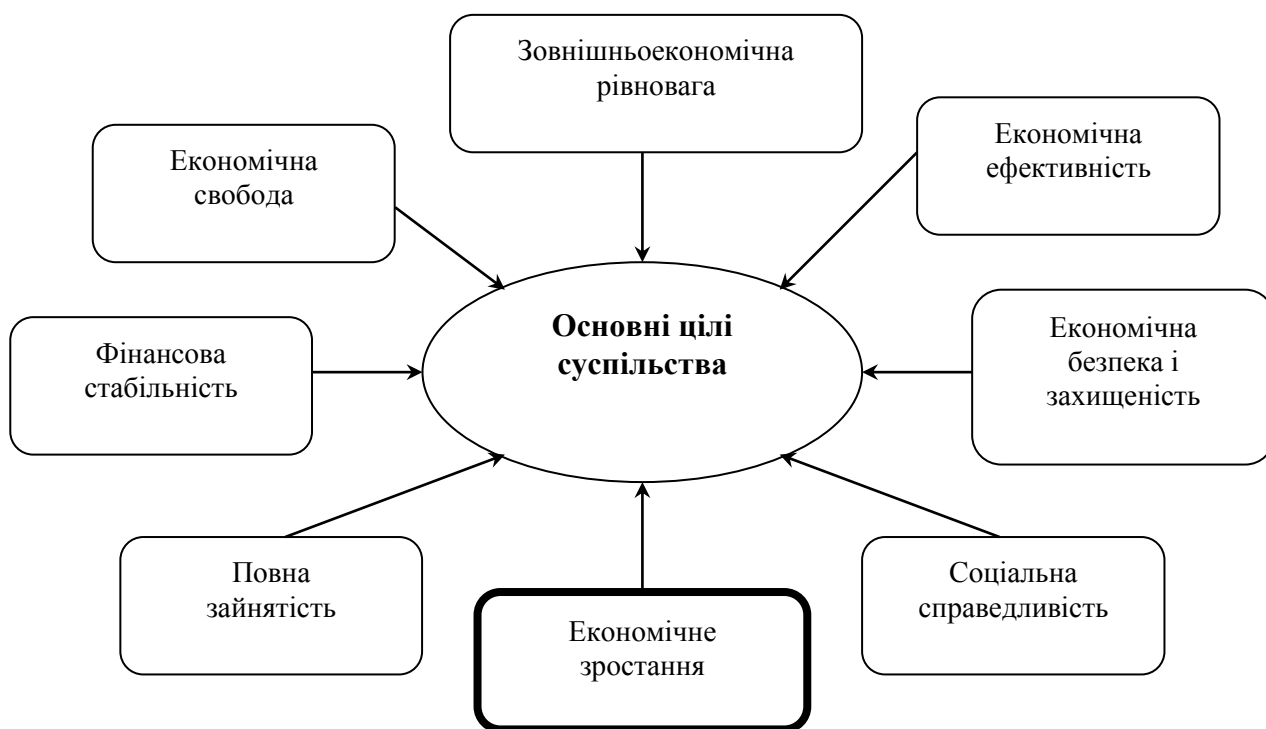 Зовнішньоекономічна
рівновага
Економічна
свобода
Економічна
ефективність
Основні цілі
суспільства
Фінансова
стабільність
Економічна
безпека і
захищеність
Повна
зайнятість
Економічне
зростання
Соціальна
справедливість